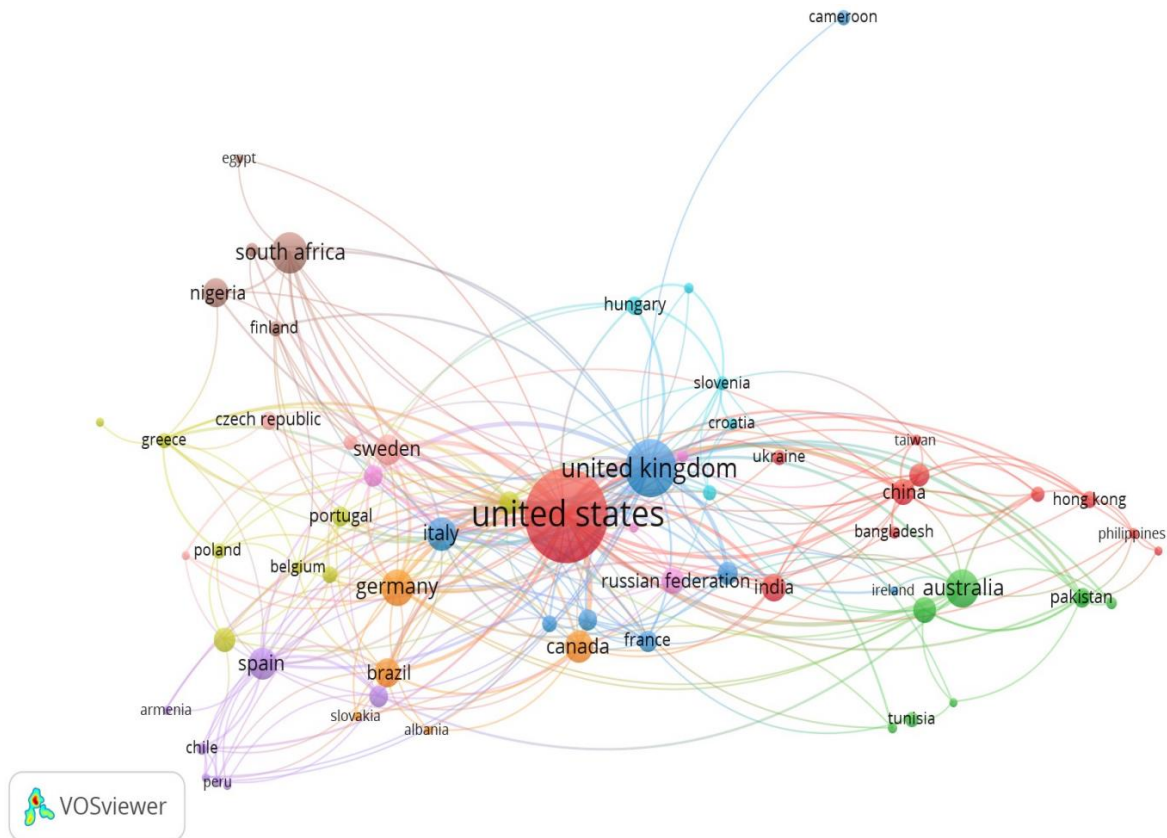 cameroon
egypt
south africa
nigeria
hungary
finland
slovenia
czech republic
croatia
greece
taiwan
sweden
ukraine
united kingdom
china
hong kong
united states
portugal
italy
bangladesh
philippines
poland
belgium
russian federation
germany
india
ireland
australia
pakistan
france
canada
spain
brazil
armenia
slovakia
tunisia
albania
chile
peru
VOSviewer